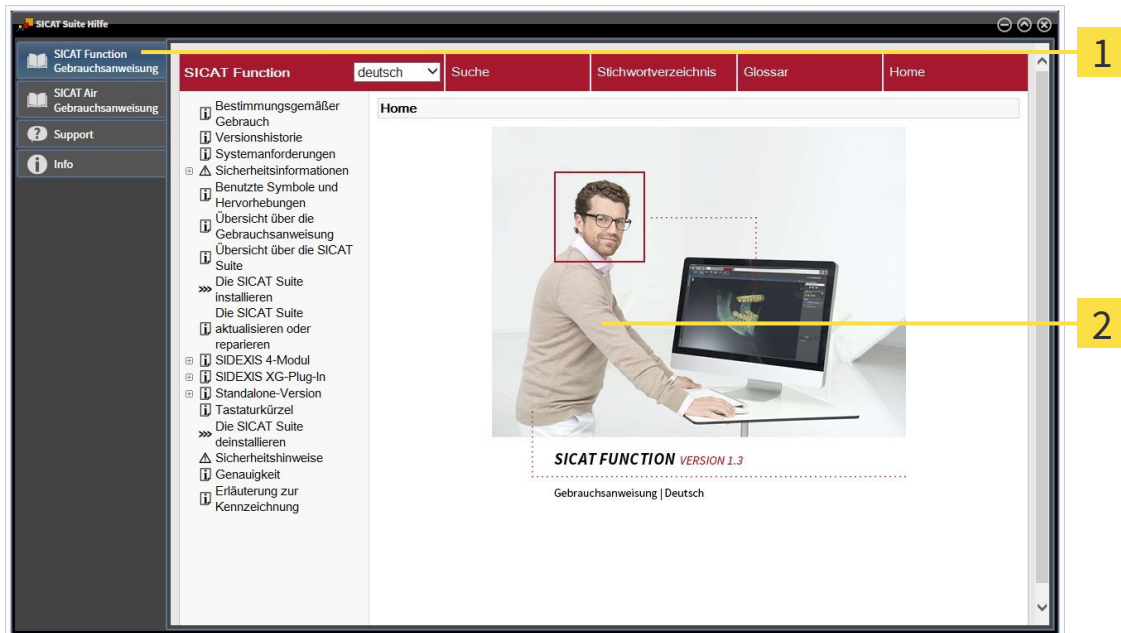 SICAT Suite Hilfe
SICAT Function
Gebrauchsanweisung
SICAT Air
Gebrauchsanweisung
Support
Info
SICAT Function
deutsch
Suche
Stichwortverzeichnis
Glossar
Home
Bestimmungsgemäßer
Gebrauch
Versionshistorie
Systemanforderungen
Sicherheitsinformationen
Benutzte Symbole und
Hervorhebungen
Übersicht über die
Gebrauchsanweisung
Übersicht über die SICAT
Suite
Die SICAT Suite
installieren
Die SICAT Suite
aktualisieren oder
reparieren
SIDEXIS 4-Modul
SIDEXIS XG-Plug-In
Standalone-Version
Tastaturkürzel
Die SICAT Suite
deinstallieren
Sicherheitshinweise
Genauigkeit
Erläuterung zur
Kennzeichnung
Home
SICAT FUNCTION VERSION 1.3
Gebrauchsanweisung | Deutsch
1
2